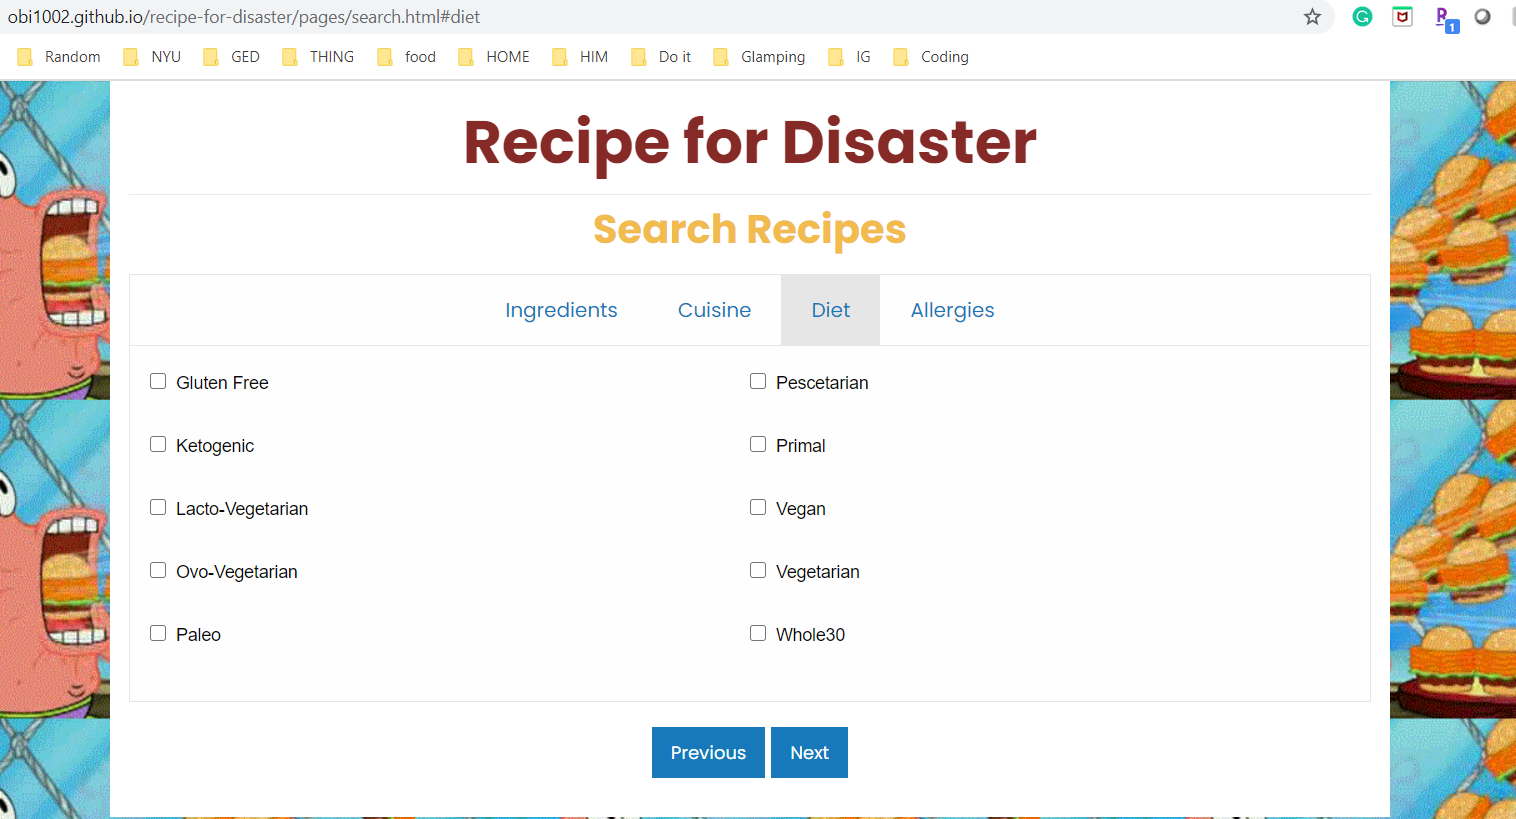 obi1002.github.io/recipe-for-disaster/pages/search.html#diet
1
Random NYU GED THING food HOME HIM Do it Glamping IG Coding
Recipe for Disaster
Search Recipes
Ingredients Cuisine Diet Allergies
Gluten Free Pescetarian
Ketogenic Primal
Lacto-Vegetarian Vegan
Ovo-Vegetarian Vegetarian
Paleo Whole30
Previous Next